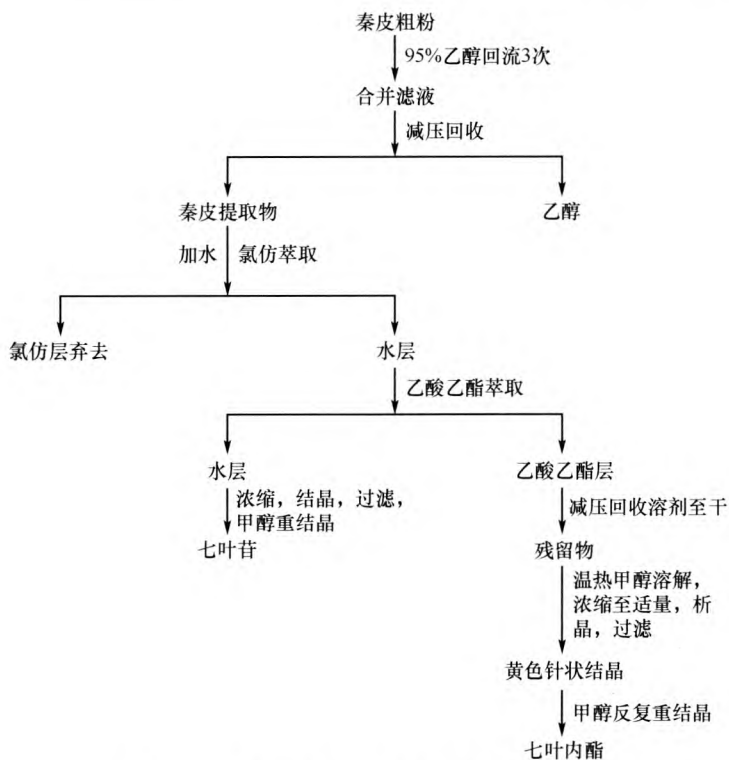 秦皮粗粉
95%乙醇回流3次
合并滤液
减压回收
秦皮提取物
乙醇
加水 氯仿萃取
氯仿层弃去
水层
乙酸乙酯萃取
水层
乙酸乙酯层
浓缩，结晶，过滤，
甲醇重结晶
减压回收溶剂至干
七叶苷
残留物
温热甲醇溶解，
浓缩至适量，析
晶，过滤
黄色针状结晶
甲醇反复重结晶
七叶内酯